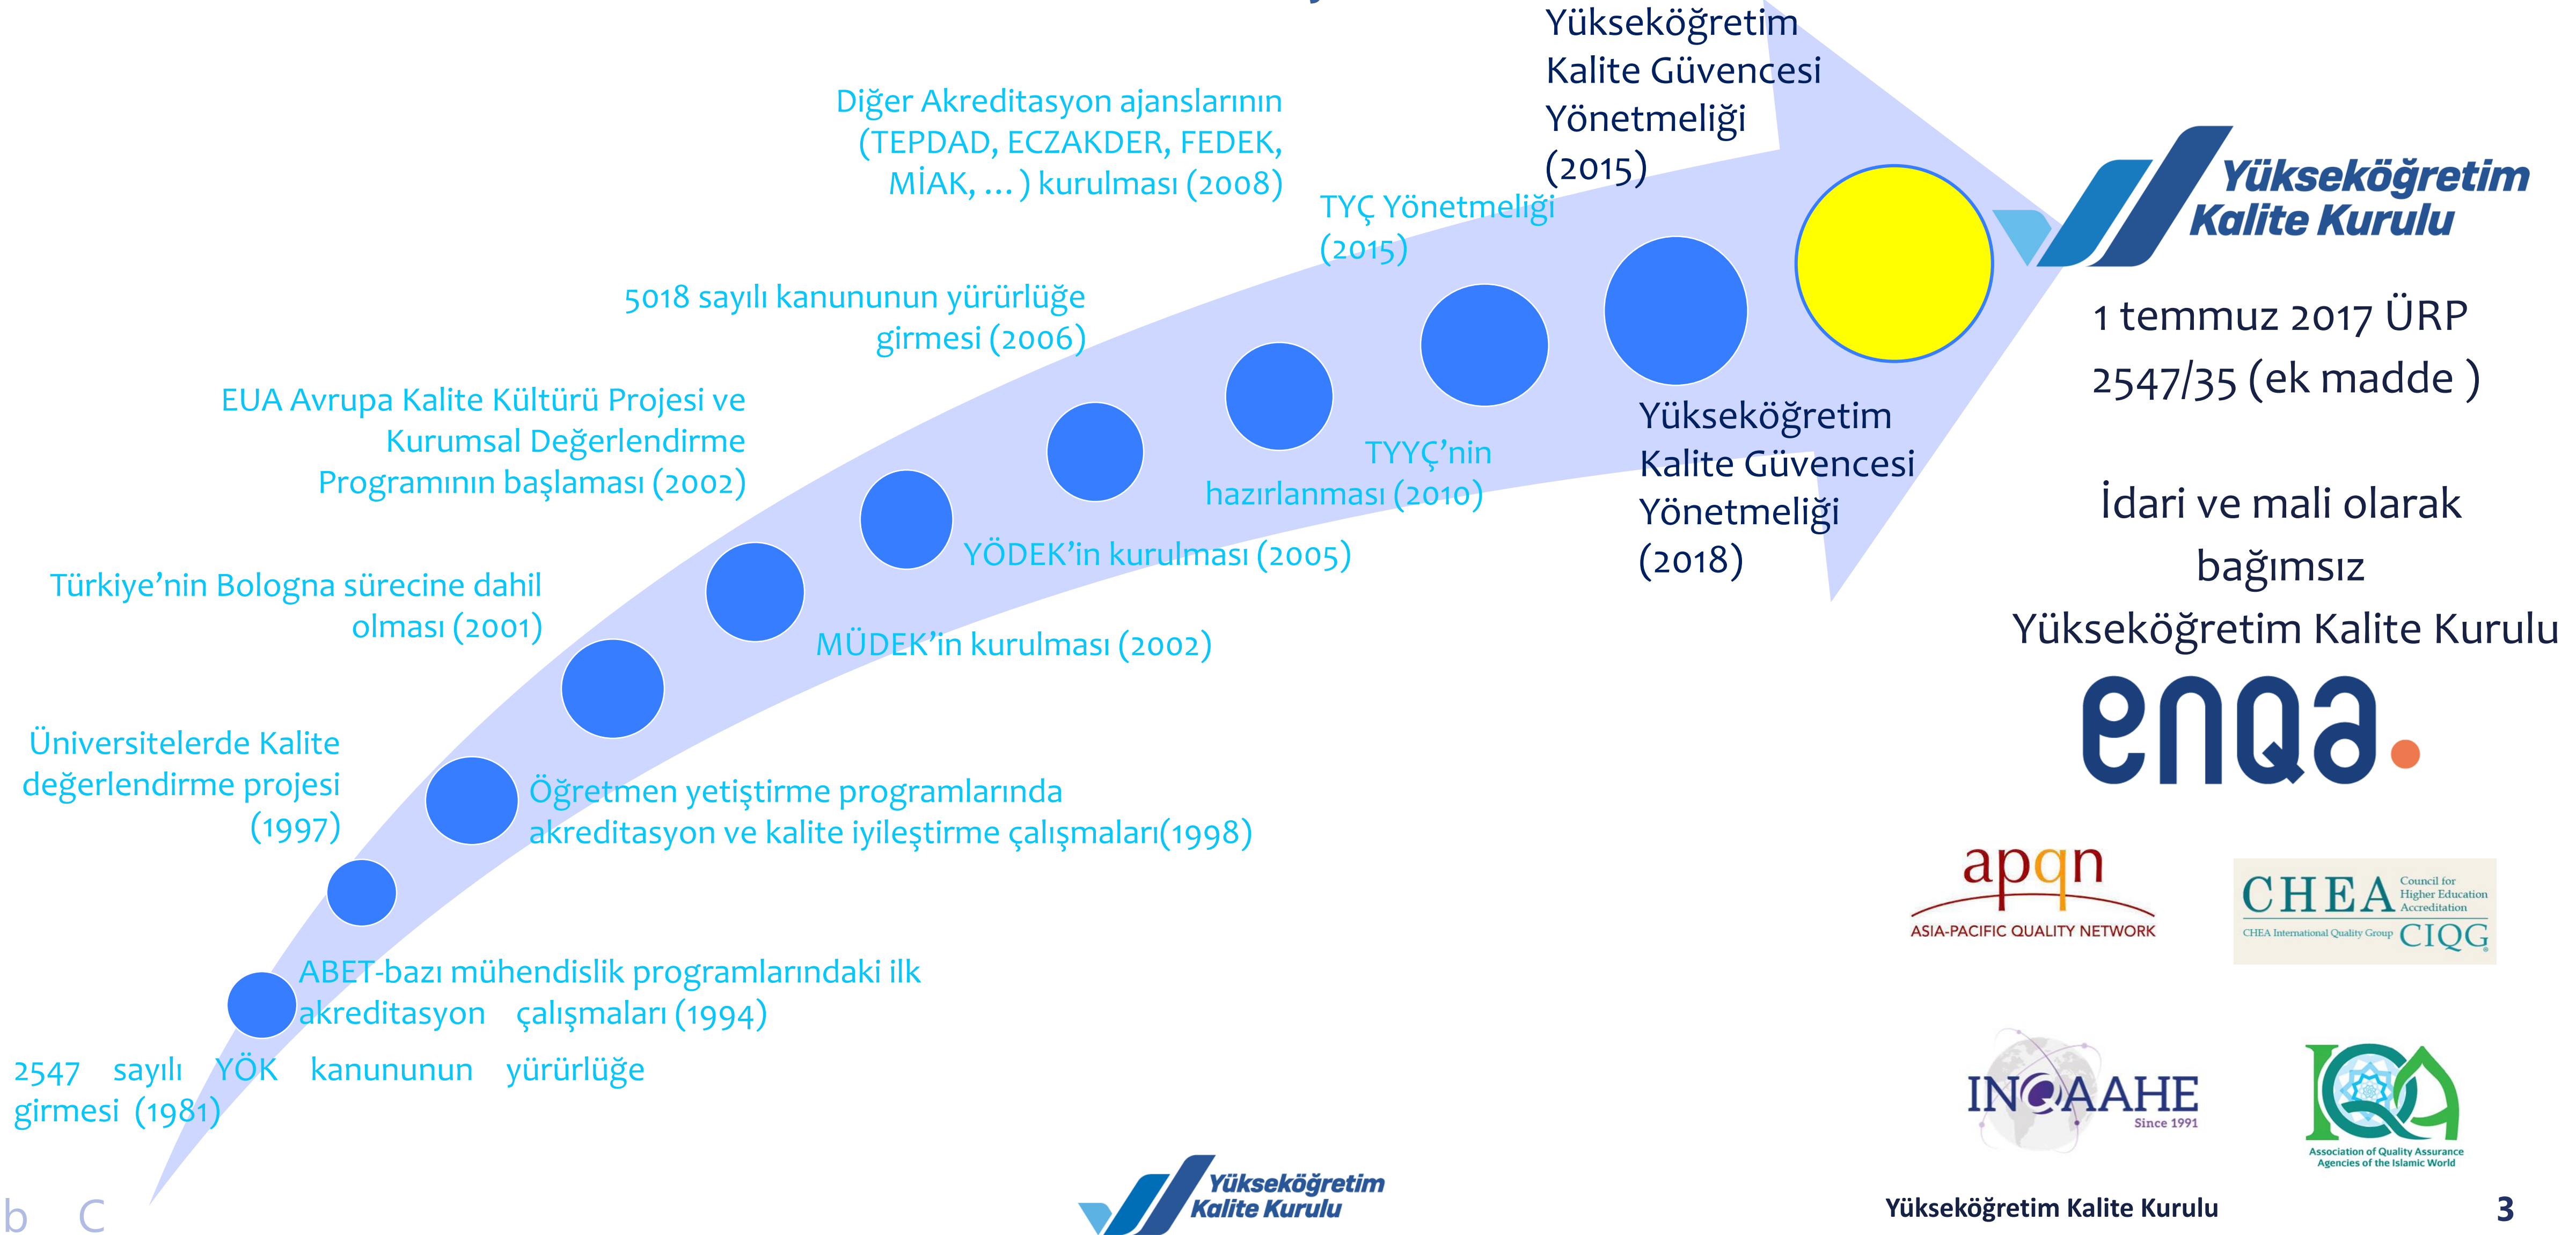 Yükseköğretim
Kalite Güvencesi
Yönetmeliği
(2015)
Diğer Akreditasyon ajanslarının
(TEPDAD, ECZAKDER, FEDEK,
MİAK, ... ) kurulması (2008)
TYÇ Yönetmeliği
(2015)
Yükseköğretim
Kalite Kurulu
5018 sayılı kanununun yürürlüğe
girmesi (2006)
1 temmuz 2017 ÜRP
2547/35 (ek madde )
EUA Avrupa Kalite Kültürü Projesi ve
Kurumsal Değerlendirme
Programının başlaması (2002)
TYYÇ’nin
hazırlanması (2010)
Yükseköğretim
Kalite Güvencesi
Yönetmeliği
(2018)
İdari ve mali olarak
bağımsız
Yükseköğretim Kalite Kurulu
YÖDEK’in kurulması (2005)
Türkiye’nin Bologna sürecine dahil
olması (2001)
MÜDEK’in kurulması (2002)
enqa.
Üniversitelerde Kalite
değerlendirme projesi
(1997)
Öğretmen yetiştirme programlarında
akreditasyon ve kalite iyileştirme çalışmaları(1998)
apqn
ASIA-PACIFIC QUALITY NETWORK
CHEA
Council for
Higher Education
Accreditation
CHEA International Quality Group
CIQG
ABET-bazı mühendislik programlarındaki ilk
akreditasyon çalışmaları (1994)
2547 sayılı YÖK kanununun yürürlüğe
girmesi (1981)
INQAAHE
Since 1991
IQA
Association of Quality Assurance
Agencies of the Islamic World
b C
Yükseköğretim
Kalite Kurulu
Yükseköğretim Kalite Kurulu
3